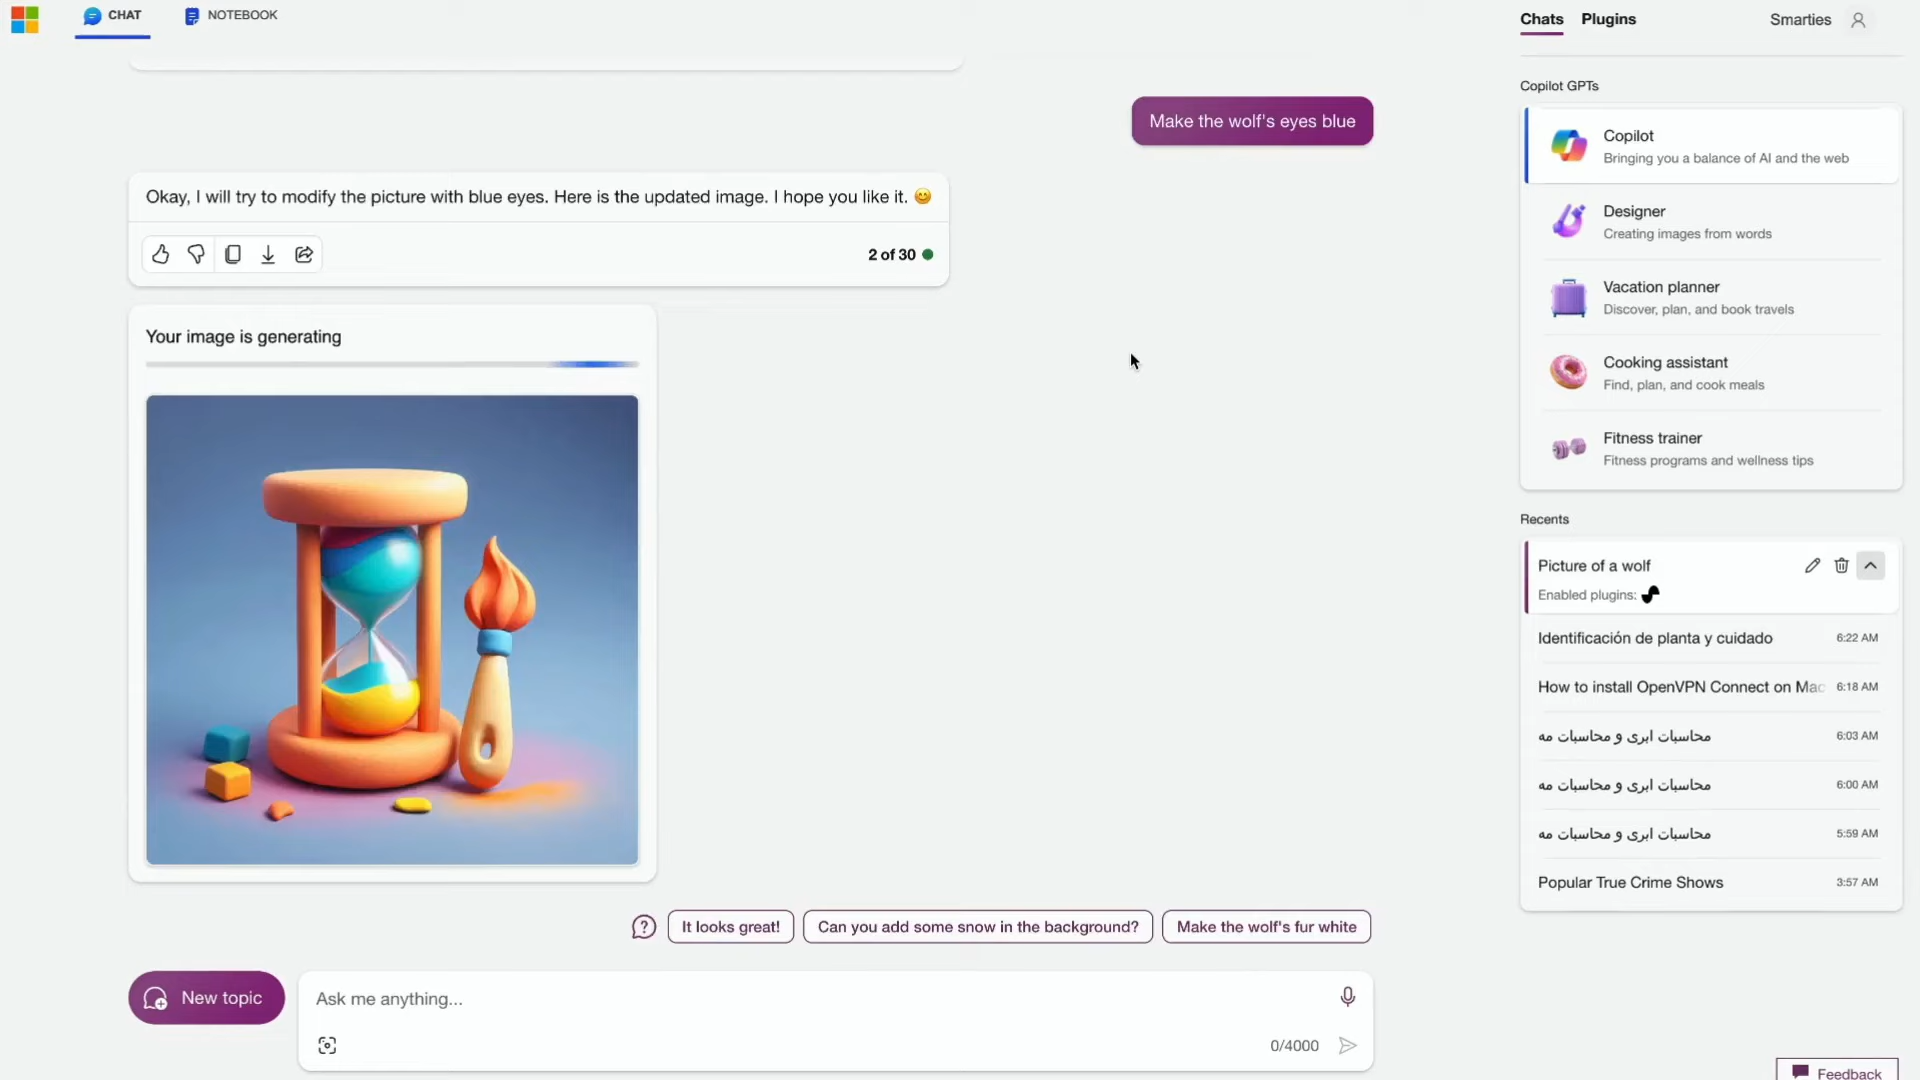 CHAT
NOTEBOOK
Chats
Plugins
Smarties
Make the wolf's eyes blue
Okay, I will try to modify the picture with blue eyes. Here is the updated image. I hope you like it. 😊
2 of 30
Your image is generating
It looks great!
Can you add some snow in the background?
Make the wolf's fur white
New topic
Ask me anything...
0/4000
Copilot GPTs
Copilot
Bringing you a balance of AI and the web
Designer
Creating images from words
Vacation planner
Discover, plan, and book travels
Cooking assistant
Find, plan, and cook meals
Fitness trainer
Fitness programs and wellness tips
Recents
Picture of a wolf
Enabled plugins:
Identificación de planta y cuidado 6:22 AM
How to install OpenVPN Connect on Mac 6:18 AM
محاسبات ابری و محاسبات مه 6:03 AM
محاسبات ابری و محاسبات مه 6:00 AM
محاسبات ابری و محاسبات مه 5:59 AM
Popular True Crime Shows 3:57 AM
Feedback